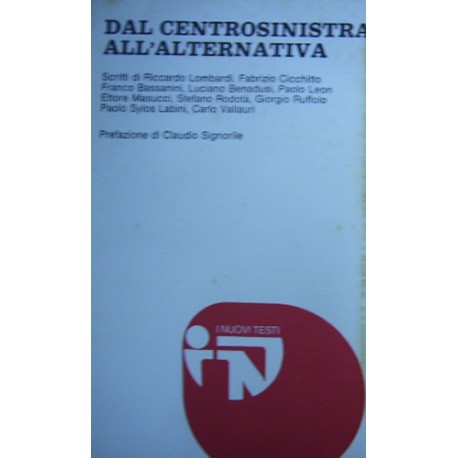 DAL CENTROSINISTRA
ALL'ALTERNATIVA
Scritti di Riccardo Lombardi, Fabrizio Cicchitto
Franco Bassanini, Luciano Benadusi, Paolo Leon
Ettore Masucci, Stefano Rodotà, Giorgio Ruffolo
Paolo Sylos Labini, Carlo Vallauri
Prefazione di Claudio Signorile
I NUOVI TESTI